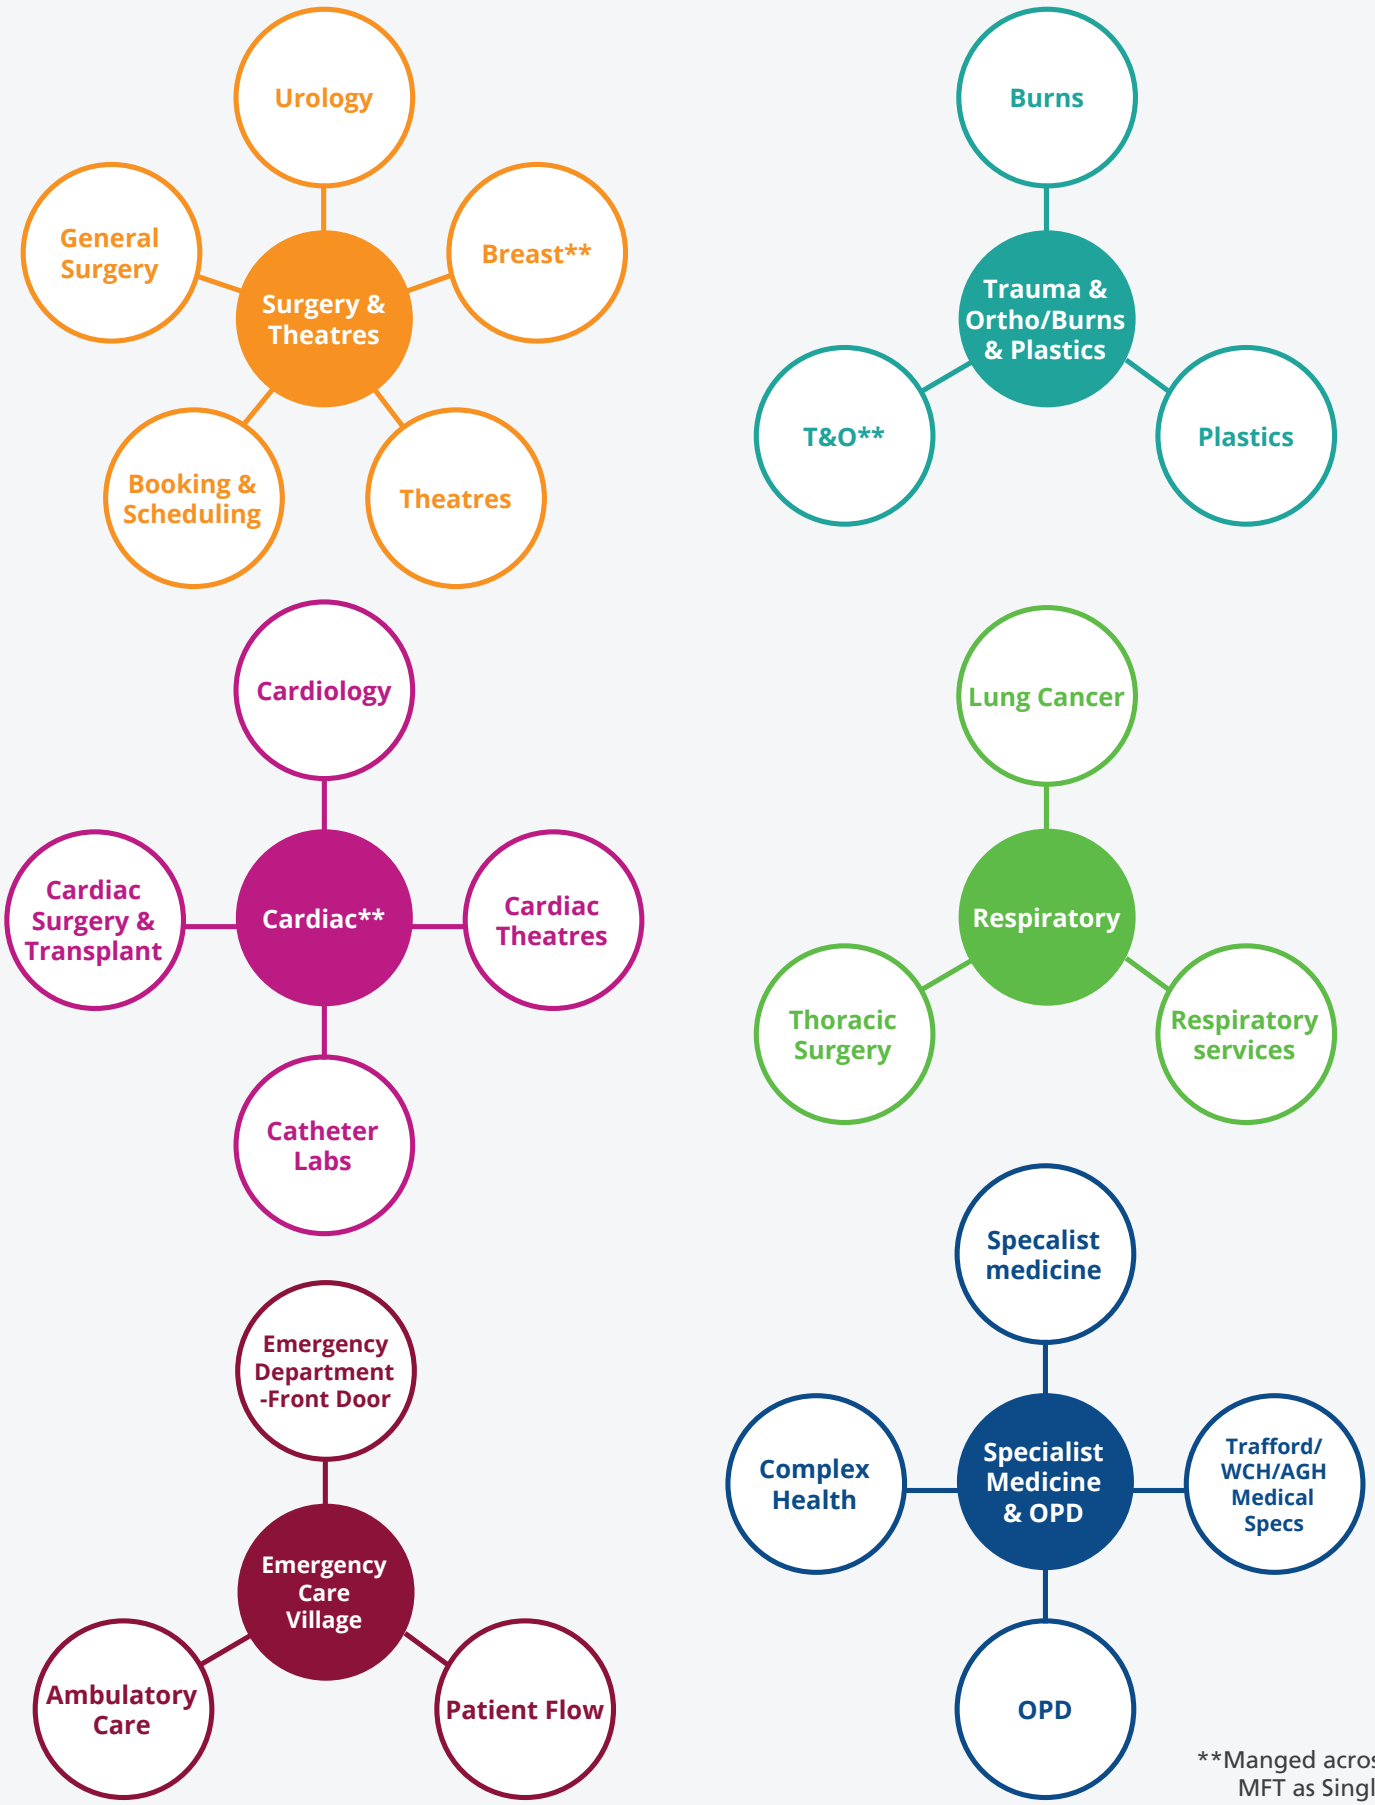 Urology
General
Surgery
Breast**
Surgery &
Theatres
Booking &
Scheduling
Theatres
Burns
Trauma &
Ortho/Burns
& Plastics
T&O**
Plastics
Cardiology
Cardiac
Surgery &
Transplant
Cardiac**
Cardiac
Theatres
Catheter
Labs
Lung Cancer
Respiratory
Thoracic
Surgery
Respiratory
services
Emergency
Department
-Front Door
Emergency
Care
Village
Ambulatory
Care
Patient Flow
Specalist
medicine
Complex
Health
Specialist
Medicine
& OPD
Trafford/
WCH/AGH
Medical
Specs
OPD
**Manged acros
MFT as Singl